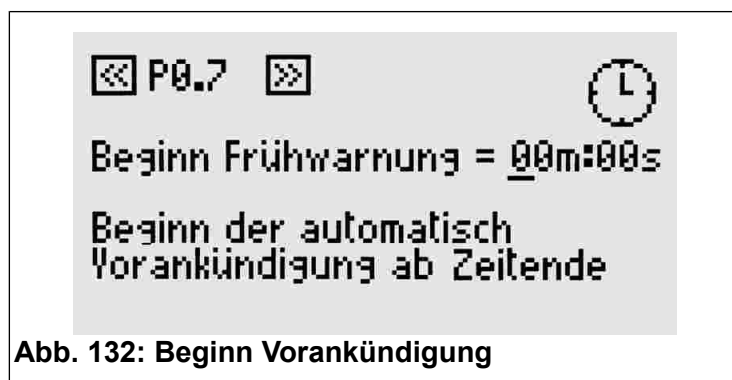 << P0.7 >>
Beginn Frühwarnung = 00m:00s
Beginn der automatisch
Vorankündigung ab Zeitende
Abb. 132: Beginn Vorankündigung